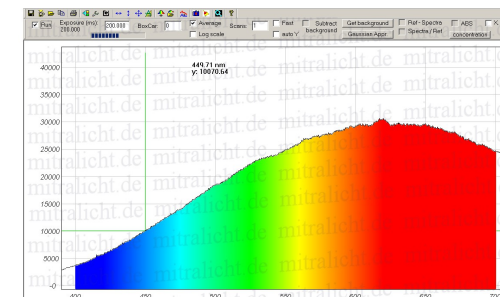 Exposure (ms) 200.000 BoxCar 0 Average Scans: 1 Fast Subtract Get background Ref - Spectra ABS
Run 200.000 Log scale auto Y background Gaussian Appr. Spectra / Ref concentration
449.71 nm
y: 10070.64
40000
35000
30000
25000
20000
15000
10000
5000
-0
400 450 500 550 600 650 700
mitralicht.de